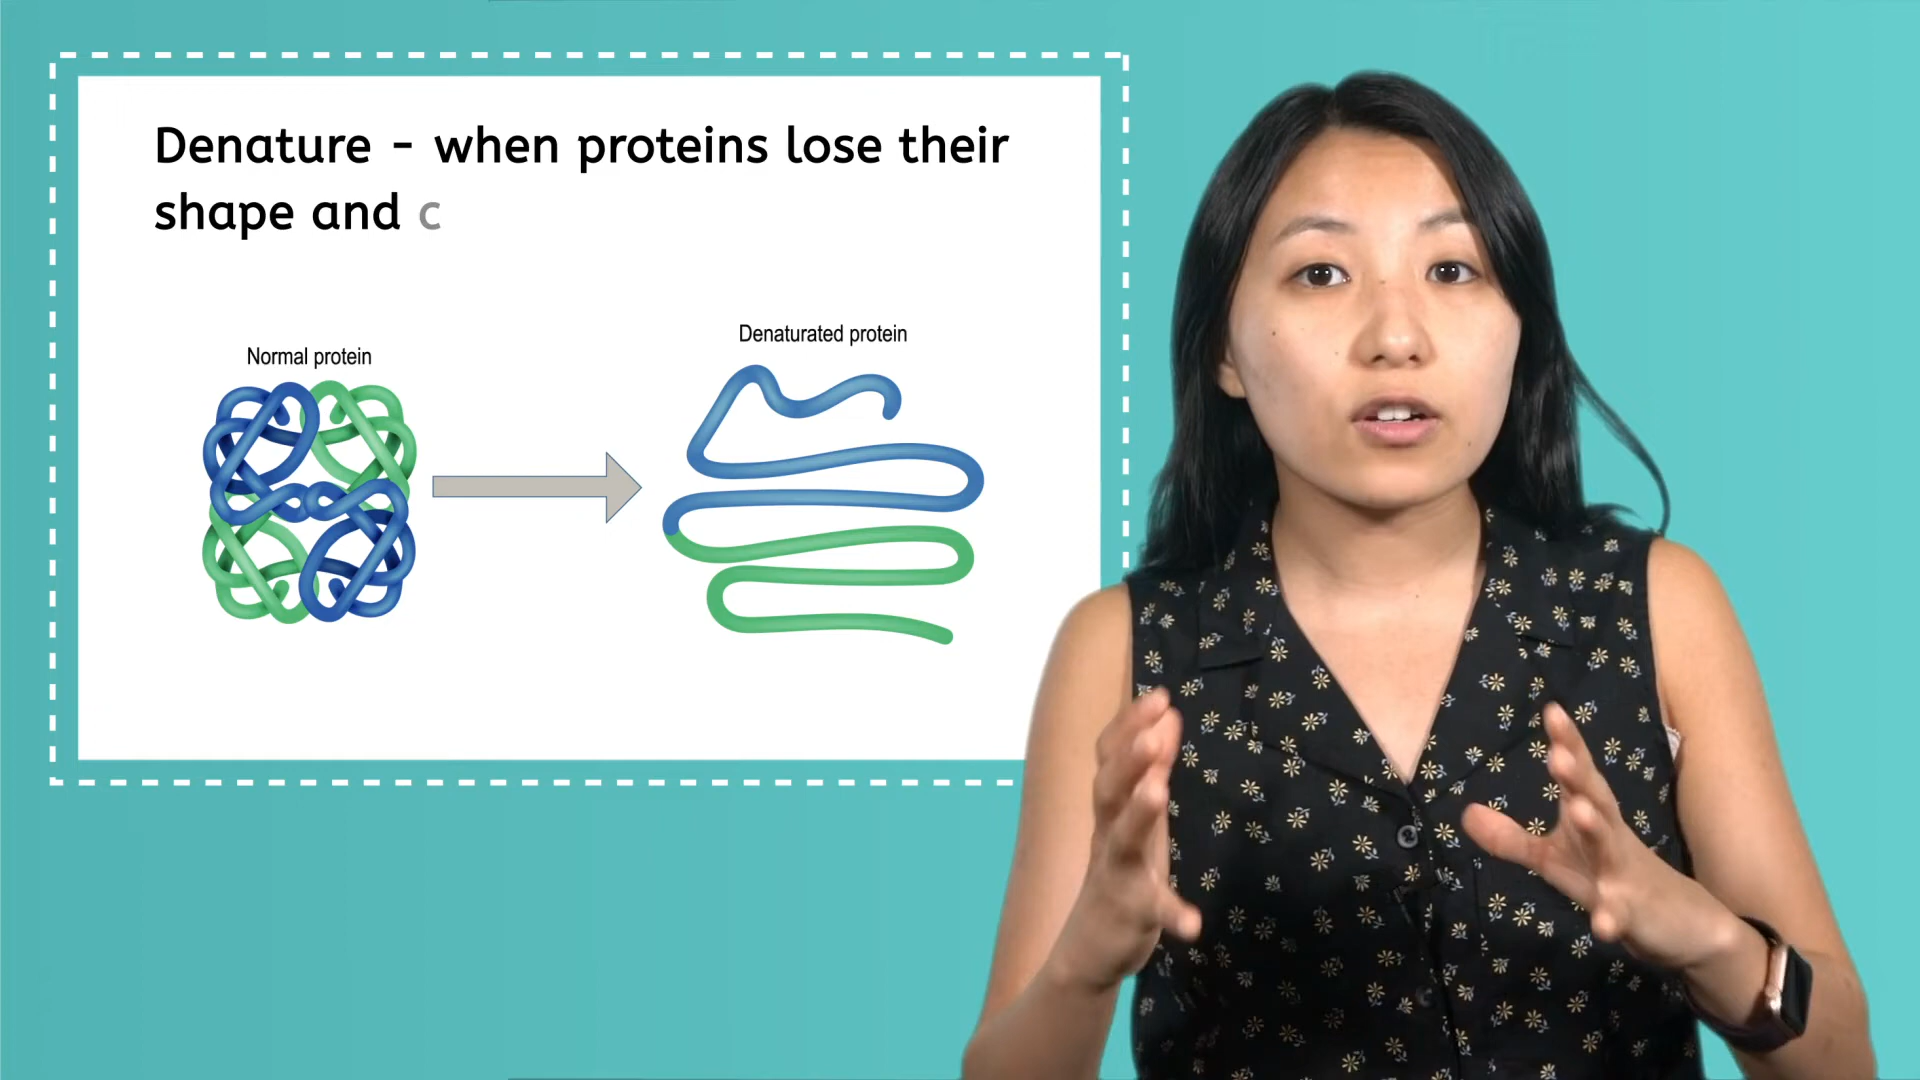 Denature - when proteins lose their
shape and c
Normal protein
Denaturated protein